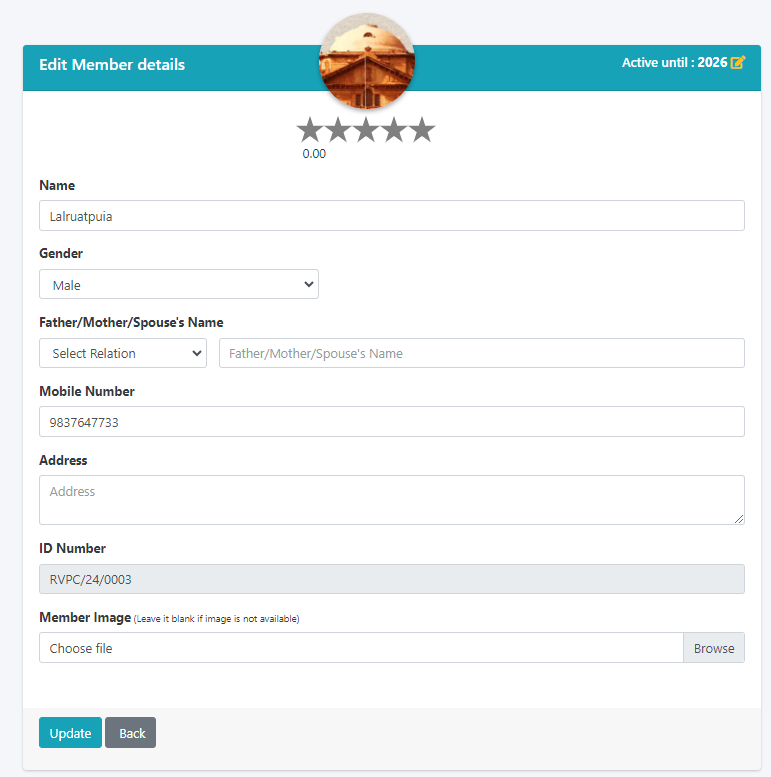 Edit Member details
Active until : 2026
0.00
Name
Lalruatpuia
Gender
Male
Father/Mother/Spouse's Name
Select Relation Father/Mother/Spouse's Name
Mobile Number
9837647733
Address
Address
ID Number
RVPC/24/0003
Member Image (Leave it blank if image is not available)
Choose file Browse
Update Back